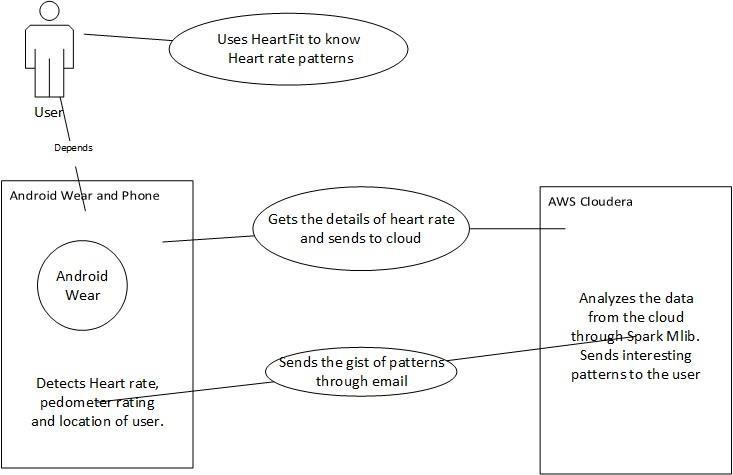 Uses HeartFit to know
Heart rate patterns
User
Depends
Android Wear and Phone
Android
Wear
Detects Heart rate,
pedometer rating
and location of user.
Gets the details of heart rate
and sends to cloud
Sends the gist of patterns
through email
AWS Cloudera
Analyzes the data
from the cloud
through Spark Mlib.
Sends interesting
patterns to the user